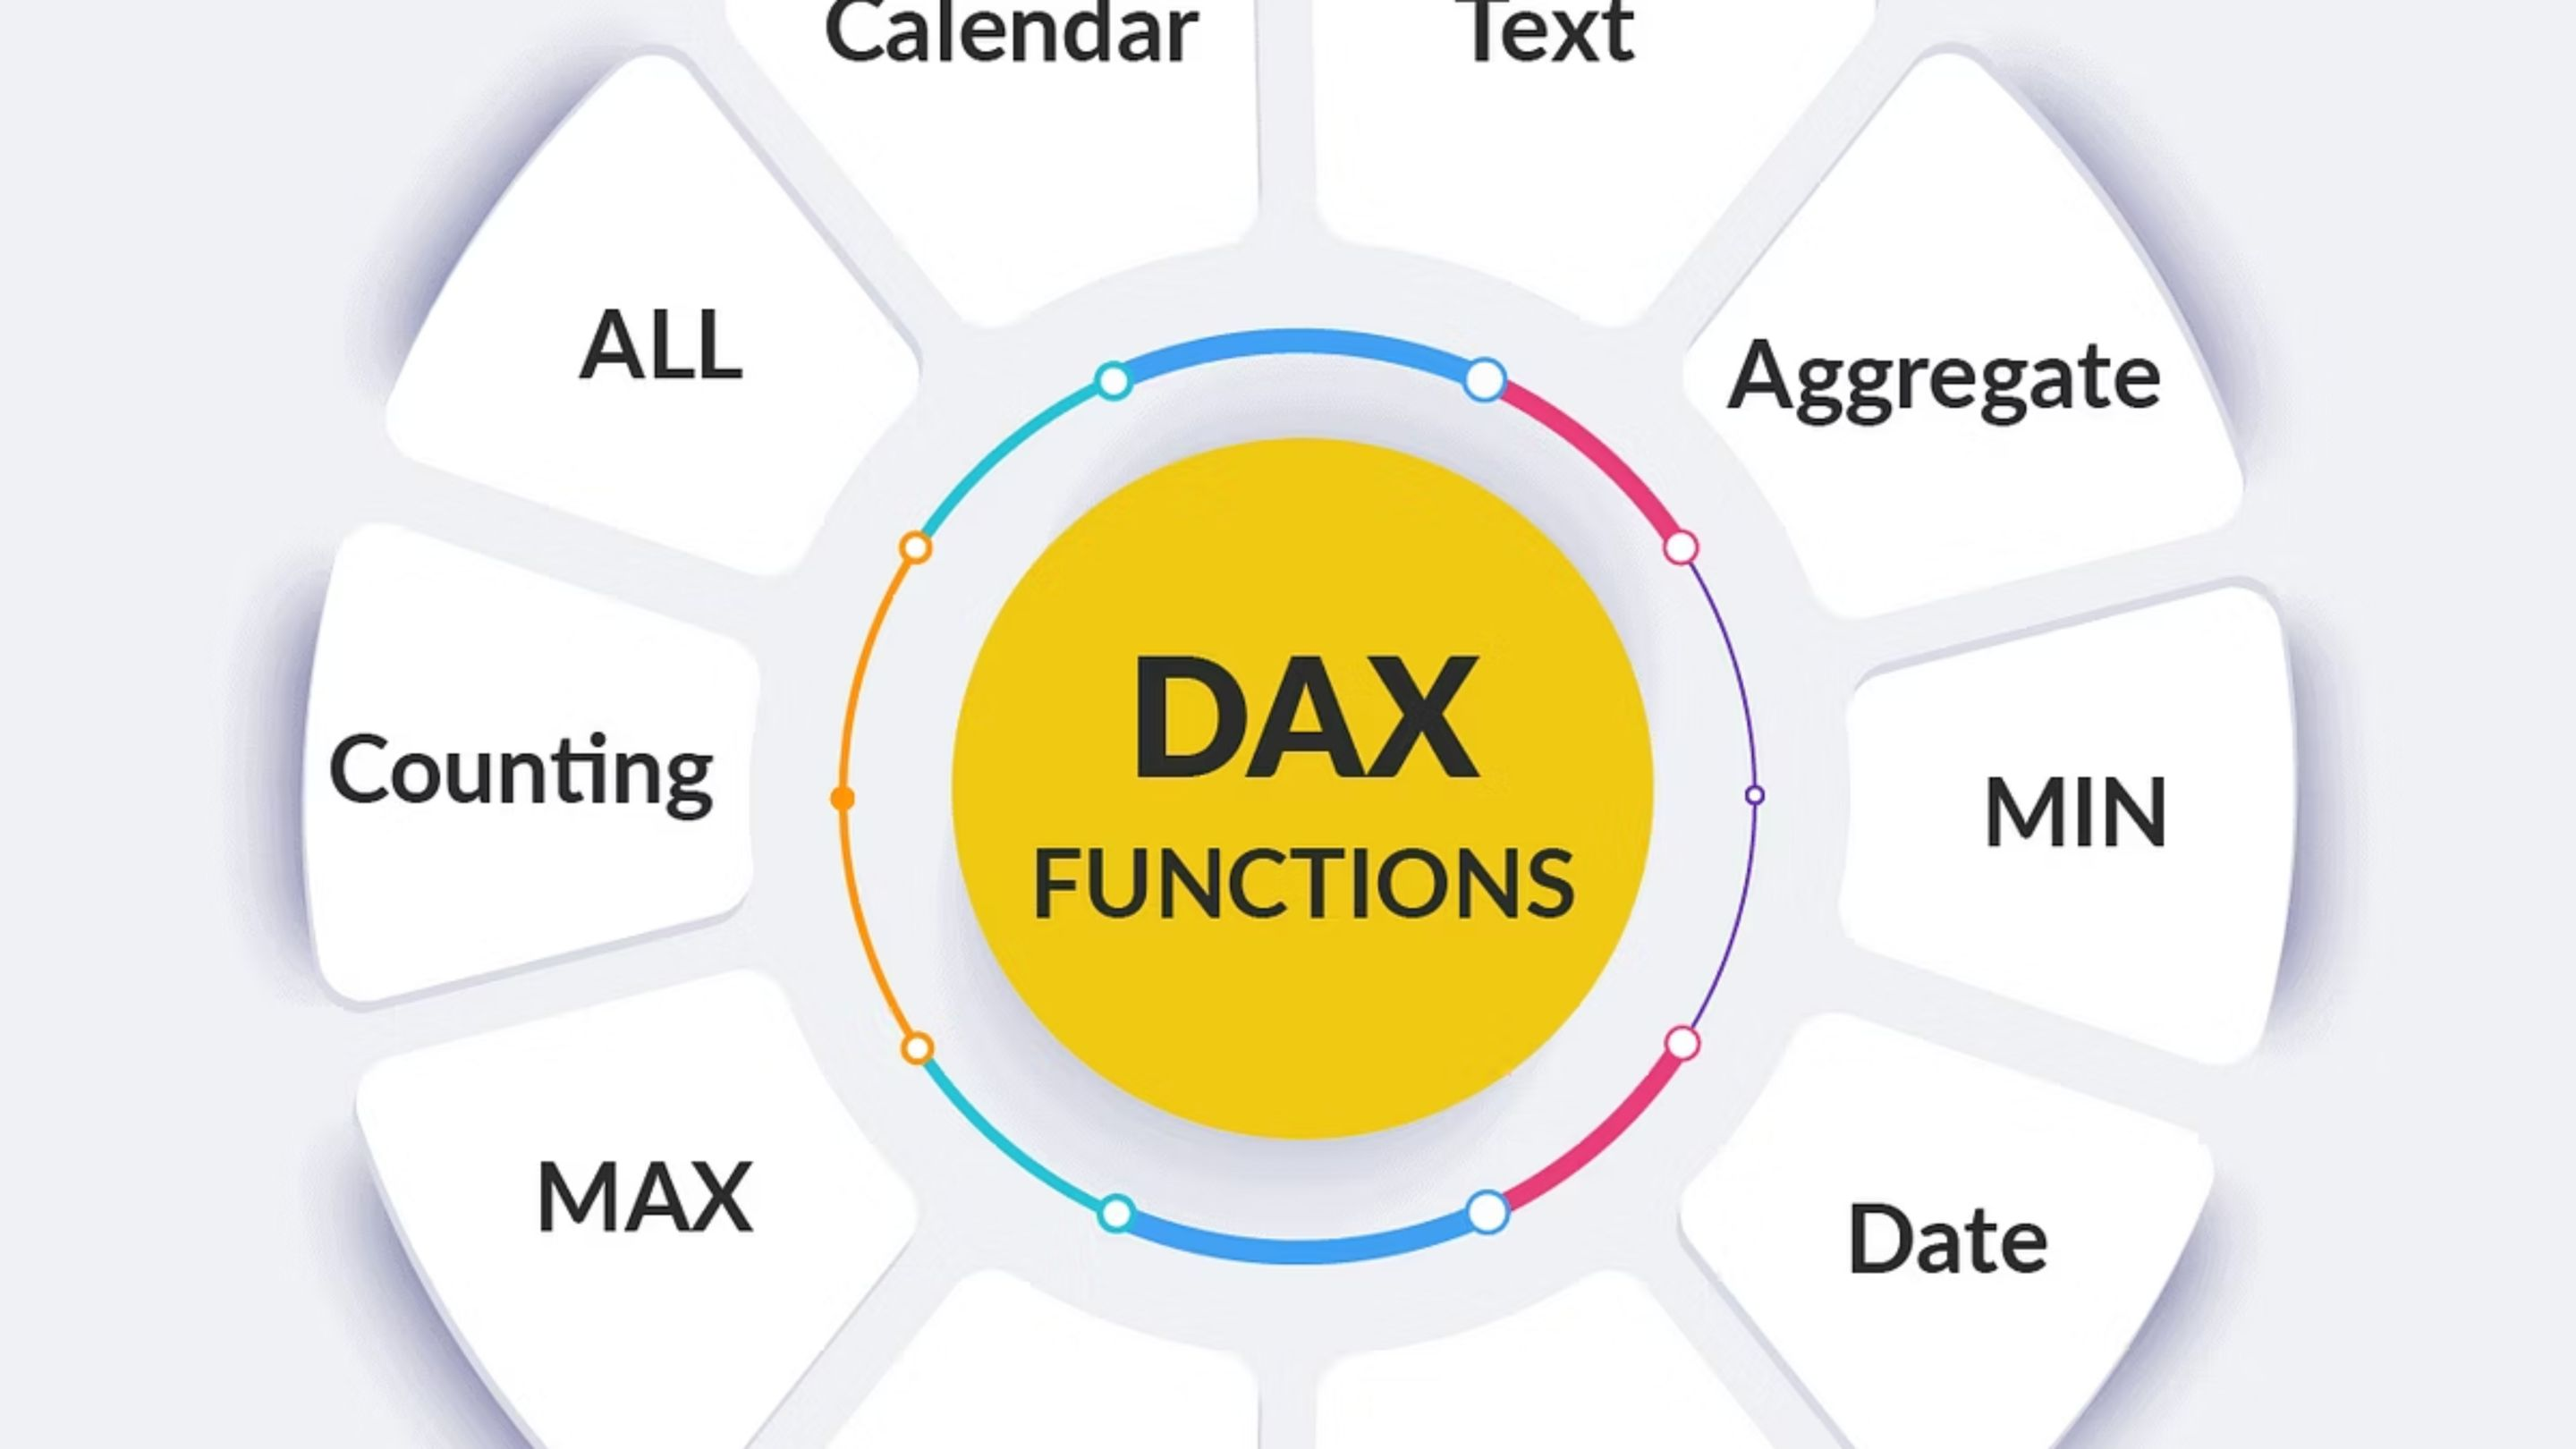 Calendar
Text
ALL
Aggregate
Counting
DAX
FUNCTIONS
MIN
MAX
Date